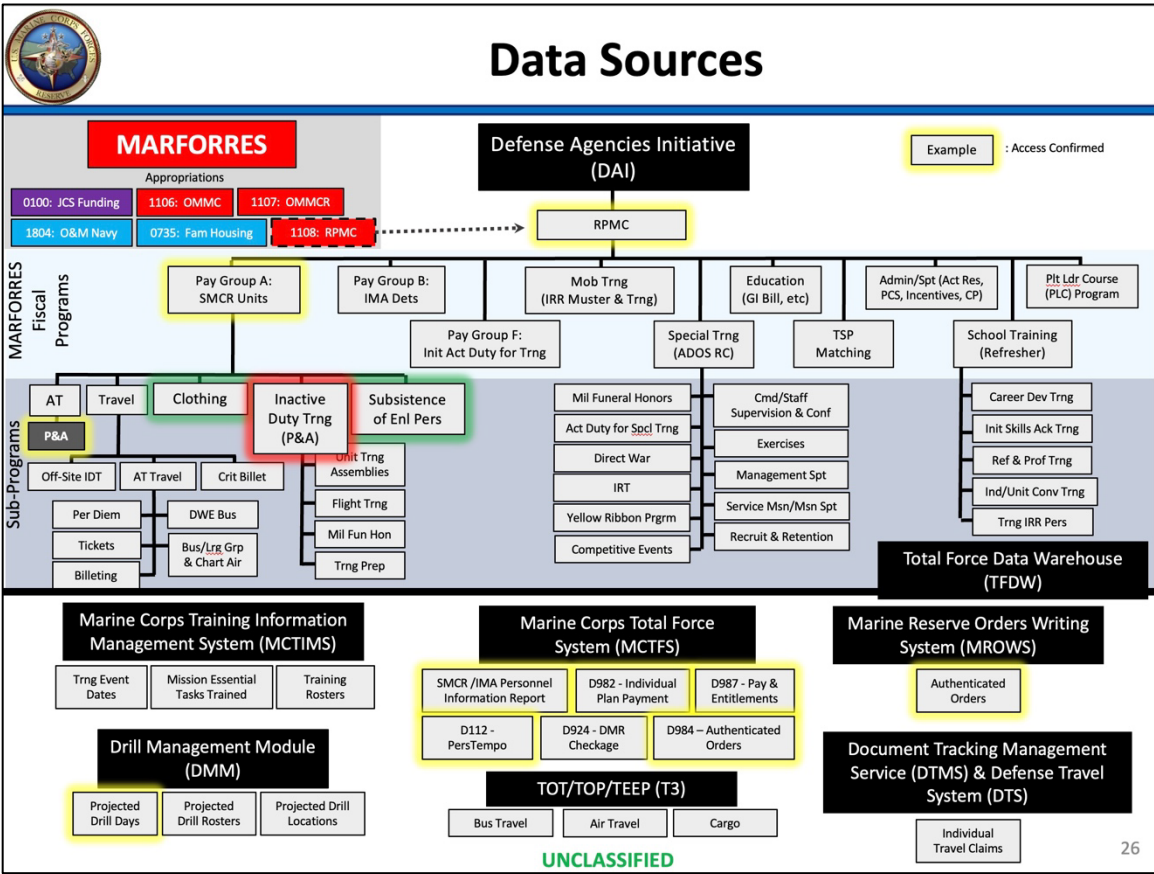 U.S. MARINE CORPS FORCES
RESERVE
Data Sources
MARFORRES
Appropriations
0100: JCS Funding
1106: OMMC
1107: OMMCR
1804: O&M Navy
0735: Fam Housing
1108: RPMC
Defense Agencies Initiative
(DAI)
Example
: Access Confirmed
RPMC
MARFORRES
Fiscal
Programs
Pay Group A:
SMCR Units
Pay Group B:
IMA Dets
Mob Trng
(IRR Muster & Trng)
Education
(GI Bill, etc)
Admin/Spt (Act Res,
PCS, Incentives, CP)
Plt Ldr Course
(PLC) Program
Pay Group F:
Init Act Duty for Trng
Special Trng
(ADOS RC)
TSP
Matching
School Training
(Refresher)
Sub-Programs
AT
Travel
Clothing
Inactive
Duty Trng
(P&A)
Subsistence
of Enl Pers
P&A
Off-Site IDT
AT Travel
Crit Billet
Per Diem
Tickets
Billeting
DWE Bus
Bus/Lrg Grp
& Chart Air
Unit Trng
Assemblies
Flight Trng
Mil Fun Hon
Trng Prep
Mil Funeral Honors
Act Duty for Spcl Trng
Direct War
IRT
Yellow Ribbon Prgrm
Competitive Events
Cmd/Staff
Supervision & Conf
Exercises
Management Spt
Service Msn/Msn Spt
Recruit & Retention
Career Dev Trng
Init Skills Ack Trng
Ref & Prof Trng
Ind/Unit Conv Trng
Trng IRR Pers
Total Force Data Warehouse
(TFDW)
Marine Corps Training Information
Management System (MCTIMS)
Trng Event
Dates
Mission Essential
Tasks Trained
Training
Rosters
Drill Management Module
(DMM)
Projected
Drill Days
Projected
Drill Rosters
Projected Drill
Locations
Marine Corps Total Force
System (MCTFS)
SMCR /IMA Personnel
Information Report
D982 - Individual
Plan Payment
D987 - Pay &
Entitlements
D112 -
PersTempo
D924 - DMR
Checkage
D984 – Authenticated
Orders
TOT/TOP/TEEP (T3)
Bus Travel
Air Travel
Cargo
Marine Reserve Orders Writing
System (MROWS)
Authenticated
Orders
Document Tracking Management
Service (DTMS) & Defense Travel
System (DTS)
Individual
Travel Claims
UNCLASSIFIED
26